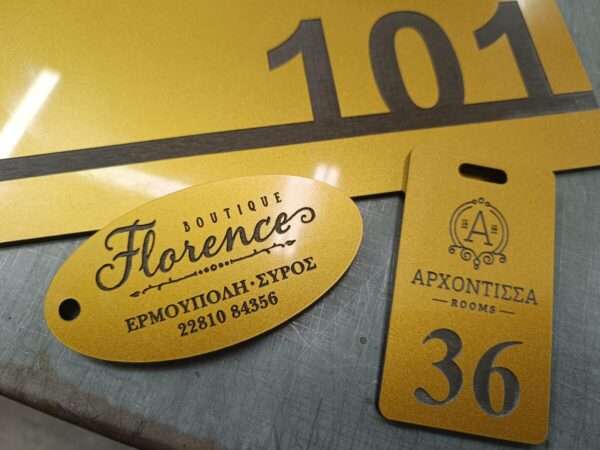 101
BOUTIQUE
Florence
ΕΡΜΟΥΠΟΛΗ • ΣΥΡΟΣ
22810 84356
A
ΑΡΧΟΝΤΙΣΣΑ
ROOMS
36